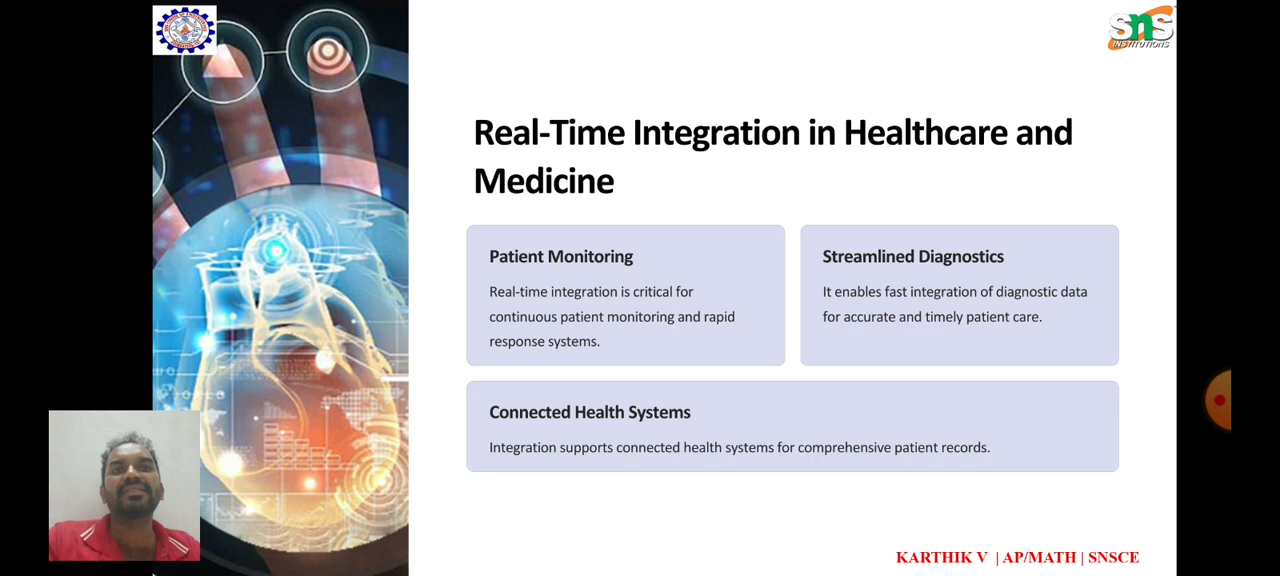 SNS
INSTITUTIONS
Real-Time Integration in Healthcare and
Medicine
Patient Monitoring
Real-time integration is critical for
continuous patient monitoring and rapid
response systems.
Streamlined Diagnostics
It enables fast integration of diagnostic data
for accurate and timely patient care.
Connected Health Systems
Integration supports connected health systems for comprehensive patient records.
KARTHIK V | AP/MATH | SNSCE